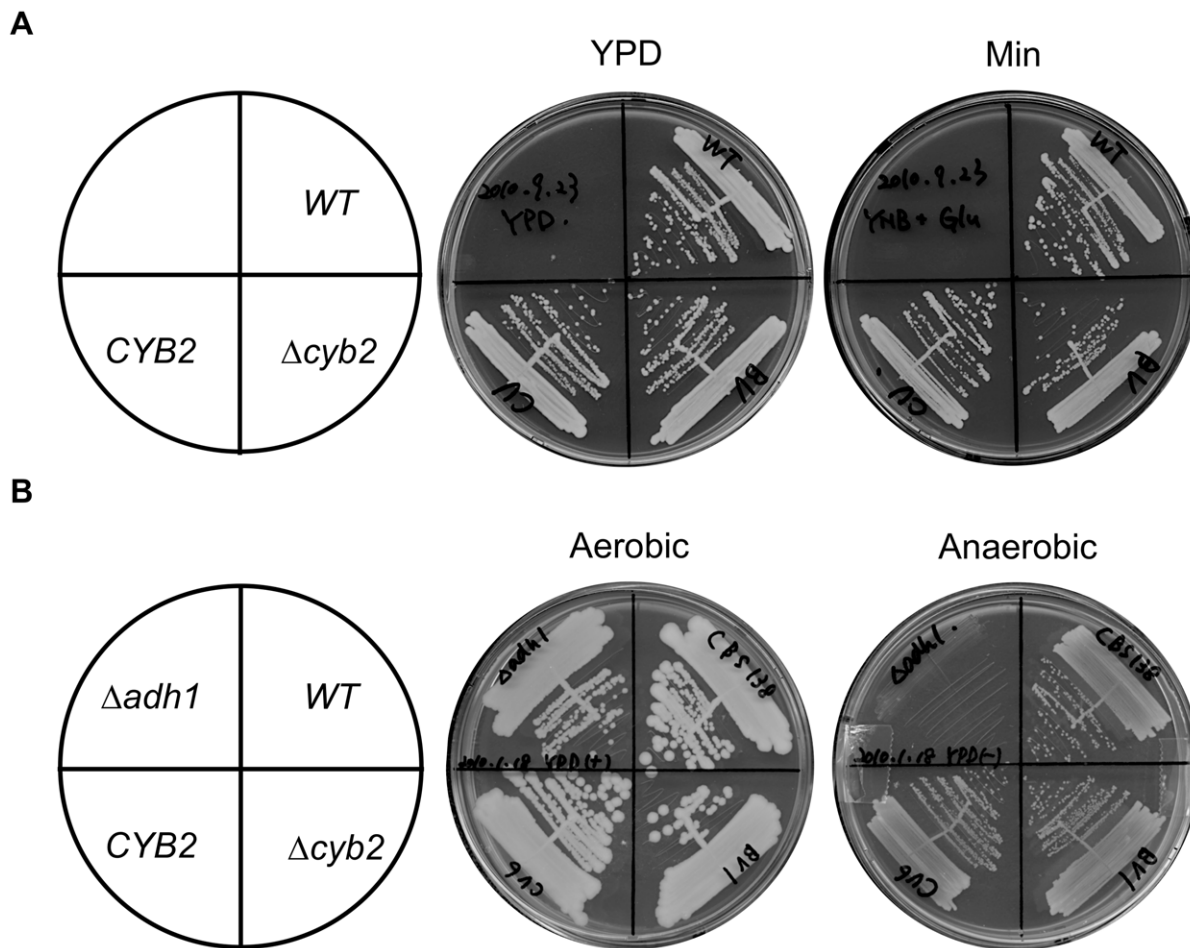 A
YPD
Min
WT
CYB2
Δcyb2
WT
2010.9.23
YPD.
CV
BV
WT
2010.9.23
YNB + Glu
CV
BV
B
Aerobic
Anaerobic
Δadh1
WT
CYB2
Δcyb2
Δadh1
CBS138
2010.1.18 YPD(+)
CV6
BV1
Δadh1.
CBS138
2010.1.18 YPD(-)
CV6
BV1